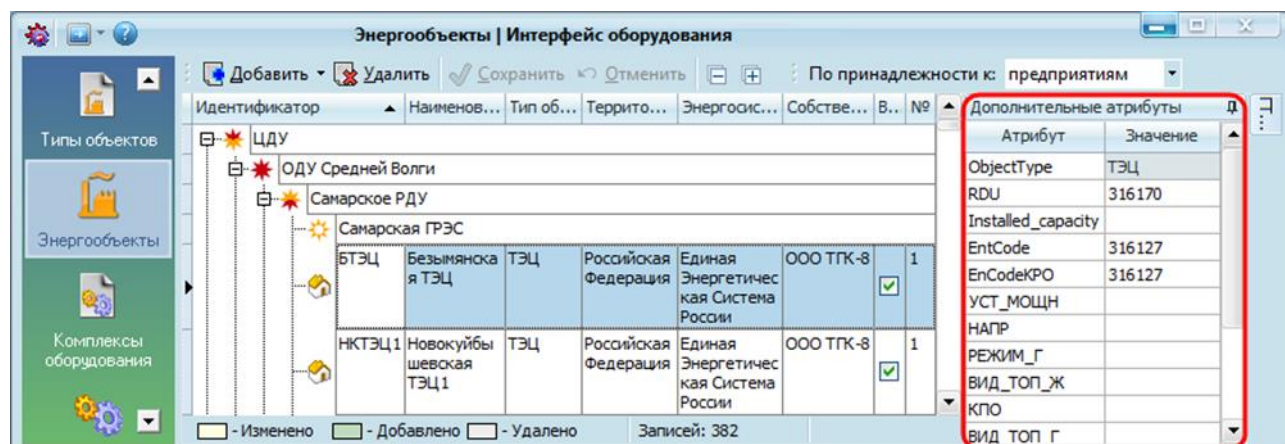 Энергообъекты | Интерфейс оборудования
Добавить Удалить Сохранить Отменить По принадлежности к: предприятиям
Типы объектов
Энергообъекты
Комплексы
оборудования
Идентификатор Наименов... Тип об... Террито... Энергосис... Собстве... В... №
ЦДУ
ОДУ Средней Волги
Самарское РДУ
Самарская ГРЭС
БТЭЦ Безымянска ТЭЦ Российская Единая ООО ТГК-8 1
я ТЭЦ Федерация Энергетичес
кая Система
России
НКТЭЦ1 Новокуйбы ТЭЦ Российская Единая ООО ТГК-8 1
шевская Федерация Энергетичес
ТЭЦ1 кая Система
России
- Изменено - Добавлено - Удалено Записей: 382
Дополнительные атрибуты
Атрибут Значение
ObjectType ТЭЦ
RDU 316170
Installed_capacity
EntCode 316127
EnCodeKPO 316127
УСТ_МОЩН
НАПР
РЕЖИМ_Г
ВИД_ТОП_Ж
КПО
ВИД_ТОП_Г